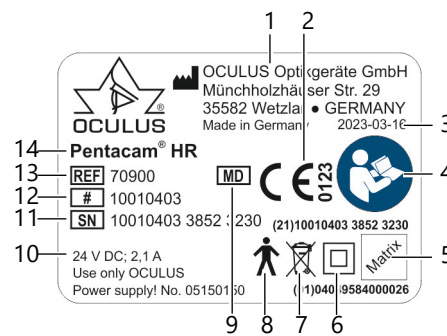 1
2
OCULUS Optikgeräte GmbH
Münchholzhäuser Str. 29
35582 Wetzlar ● GERMANY
Made in Germany 2023-03-16
3
OCULUS
®
14 Pentacam® HR
13 REF 70900
12 # 10010403
11 SN 10010403 3852 3230
MD
CE 0123
4
(21)10010403 3852 3230
10 24 V DC; 2,1 A
Use only OCULUS
Power supply! No. 05150150
Matrix
5
(01)04049584000026
9
8
7
6